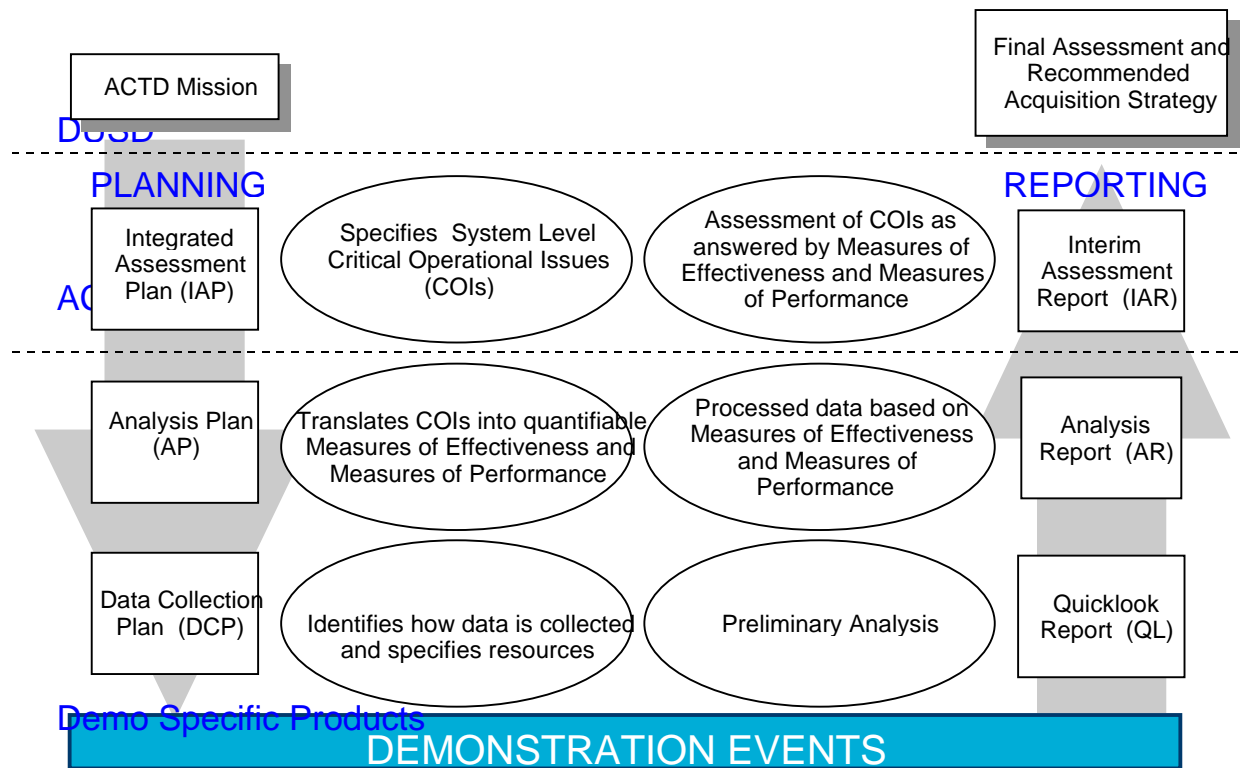 ACTD Mission
Final Assessment and
Recommended
Acquisition Strategy
DUSD
PLANNING
REPORTING
Integrated
Assessment
Plan (IAP)
Specifies System Level
Critical Operational Issues
(COIs)
Assessment of COIs as
answered by Measures of
Effectiveness and Measures
of Performance
Interim
Assessment
Report (IAR)
Analysis Plan
(AP)
Translates COIs into quantifiable
Measures of Effectiveness and
Measures of Performance
Processed data based on
Measures of Effectiveness
and Measures of
Performance
Analysis
Report (AR)
Data Collection
Plan (DCP)
Identifies how data is collected
and specifies resources
Preliminary Analysis
Quicklook
Report (QL)
Demo Specific Products
DEMONSTRATION EVENTS